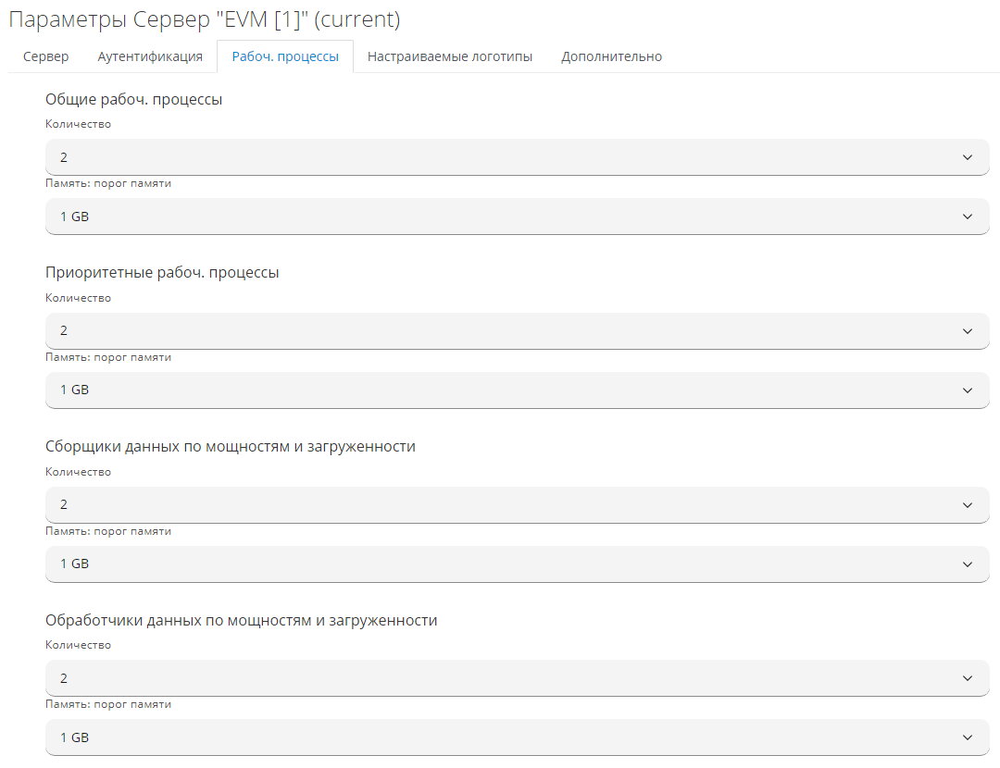 Параметры Сервер "EVM [1]" (current)
Сервер Аутентификация Рабоч. процессы Настраиваемые логотипы Дополнительно
Общие рабоч. процессы
Количество
2
Память: порог памяти
1 GB
Приоритетные рабоч. процессы
Количество
2
Память: порог памяти
1 GB
Сборщики данных по мощностям и загруженности
Количество
2
Память: порог памяти
1 GB
Обработчики данных по мощностям и загруженности
Количество
2
Память: порог памяти
1 GB